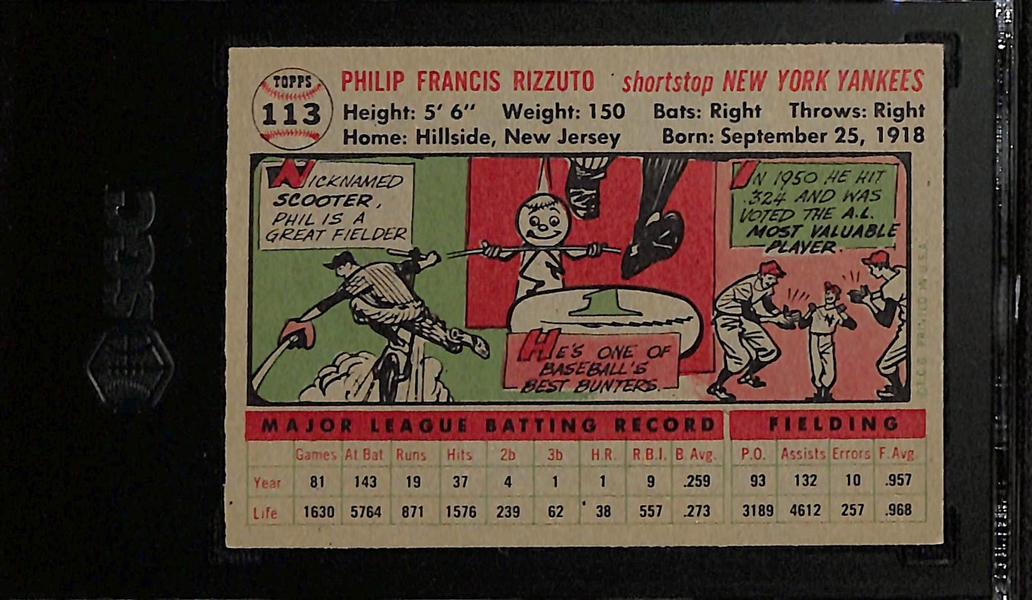 SGC
TOPPS
113
PHILIP FRANCIS RIZZUTO shortstop NEW YORK YANKEES
Height: 5' 6" Weight: 150 Bats: Right Throws: Right
Home: Hillside, New Jersey Born: September 25, 1918
NICKNAMED
SCOOTER,
PHIL IS A
GREAT FIELDER
HE'S ONE OF
BASEBALL'S
BEST BUNTERS.
IN 1950 HE HIT
.324 AND WAS
VOTED THE A.L.
MOST VALUABLE
PLAYER.
MAJOR LEAGUE BATTING RECORD FIELDING
Games At Bat Runs Hits 2b 3b H.R. R.B.I. B. Avg. P.O. Assists Errors F. Avg.
Year 81 143 19 37 4 1 1 9 .259 93 132 10 .957
Life 1630 5764 871 1576 239 62 38 557 .273 3189 4612 257 .968